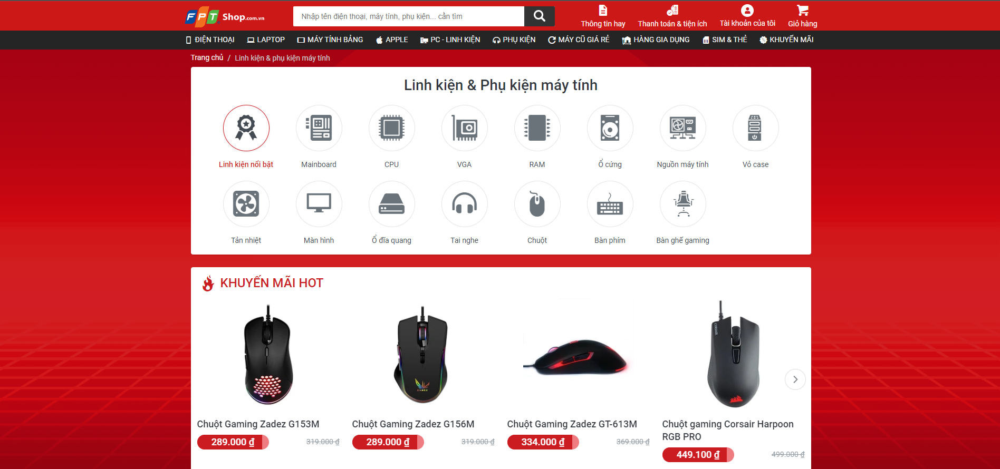 FPT Shop.com.vn
Nhập tên điện thoại, máy tính, phụ kiện... cần tìm
Thông tin hay
Thanh toán & tiện ích
Tài khoản của tôi
Giỏ hàng
ĐIỆN THOẠI
LAPTOP
MÁY TÍNH BẢNG
APPLE
PC - LINH KIỆN
PHỤ KIỆN
MÁY CŨ GIÁ RẺ
HÀNG GIA DỤNG
SIM & THẺ
KHUYẾN MÃI
Trang chủ / Linh kiện & phụ kiện máy tính
Linh kiện & Phụ kiện máy tính
Linh kiện nổi bật
Mainboard
CPU
VGA
RAM
Ổ cứng
Nguồn máy tính
Vỏ case
Tản nhiệt
Màn hình
Ổ đĩa quang
Tai nghe
Chuột
Bàn phím
Bàn ghế gaming
KHUYẾN MÃI HOT
ZADEZ
CORSAIR
Chuột Gaming Zadez G153M
289.000 ₫
319.000 ₫
Chuột Gaming Zadez G156M
289.000 ₫
319.000 ₫
Chuột Gaming Zadez GT-613M
334.000 ₫
369.000 ₫
Chuột gaming Corsair Harpoon
RGB PRO
449.100 ₫
499.000 ₫